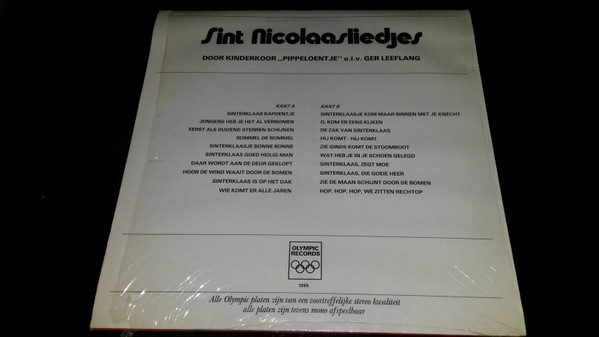 Sint Nicolaasliedjes
DOOR KINDERKOOR „PIPPELOENTJE” o.l.v. GER LEEFLANG
KANT A
SINTERKLAAS KAPOENTJE
JONGENS HEB JE HET AL VERNOMEN
EERST ALS DUIZEND STERREN SCHIJNEN
ROMMEL DE BOMMEL
SINTERKLAASJE BONNE BONNE
SINTERKLAAS GOED HEILIG MAN
DAAR WORDT AAN DE DEUR GEKLOPT
HOOR DE WIND WAAIT DOOR DE BOMEN
SINTERKLAAS IS OP HET DAK
WIE KOMT ER ALLE JAREN
KANT B
SINTERKLAASJE KOM MAAR BINNEN MET JE KNECHT
O, KOM ER EENS KIJKEN
DE ZAK VAN SINTERKLAAS
HIJ KOMT - HIJ KOMT
ZIE GINDS KOMT DE STOOMBOOT
WAT HEB JE IN JE SCHOEN GELEGD
SINTERKLAAS, ZEGT MOE
SINTERKLAAS, DIE GOEIE HEER
ZIE DE MAAN SCHIJNT DOOR DE BOMEN
HOP, HOP, HOP, WE ZITTEN RECHTOP
OLYMPIC
RECORDS
Alle Olympic platen zijn van een voortreffelijke stereo kwaliteit
alle platen zijn tevens mono afspeelbaar